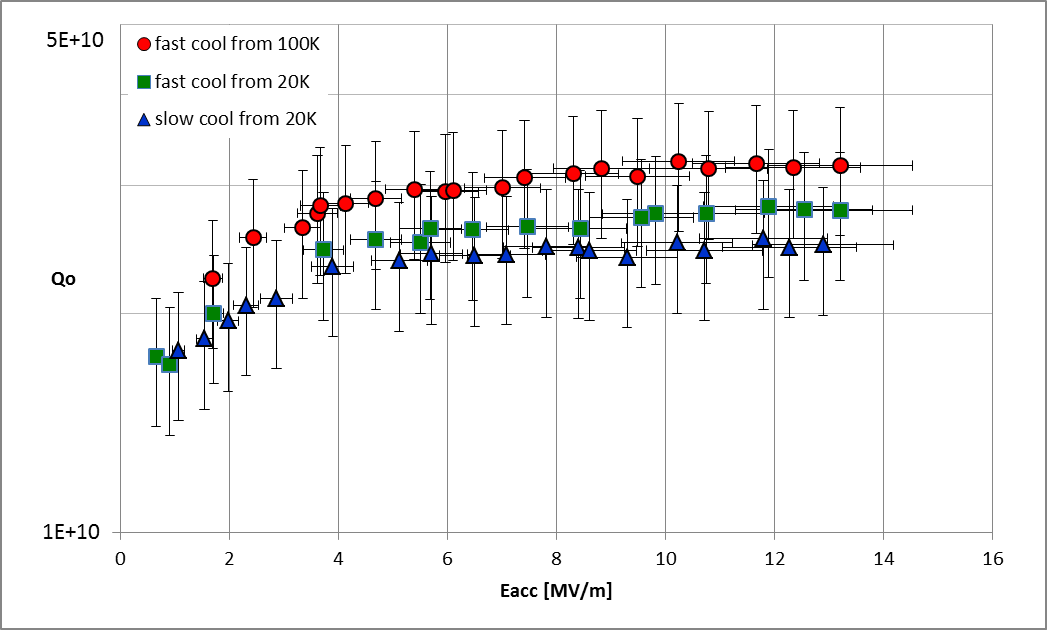 5E+10
fast cool from 100K
fast cool from 20K
slow cool from 20K
Qo
1E+10
0 2 4 6 8 10 12 14 16
Eacc [MV/m]